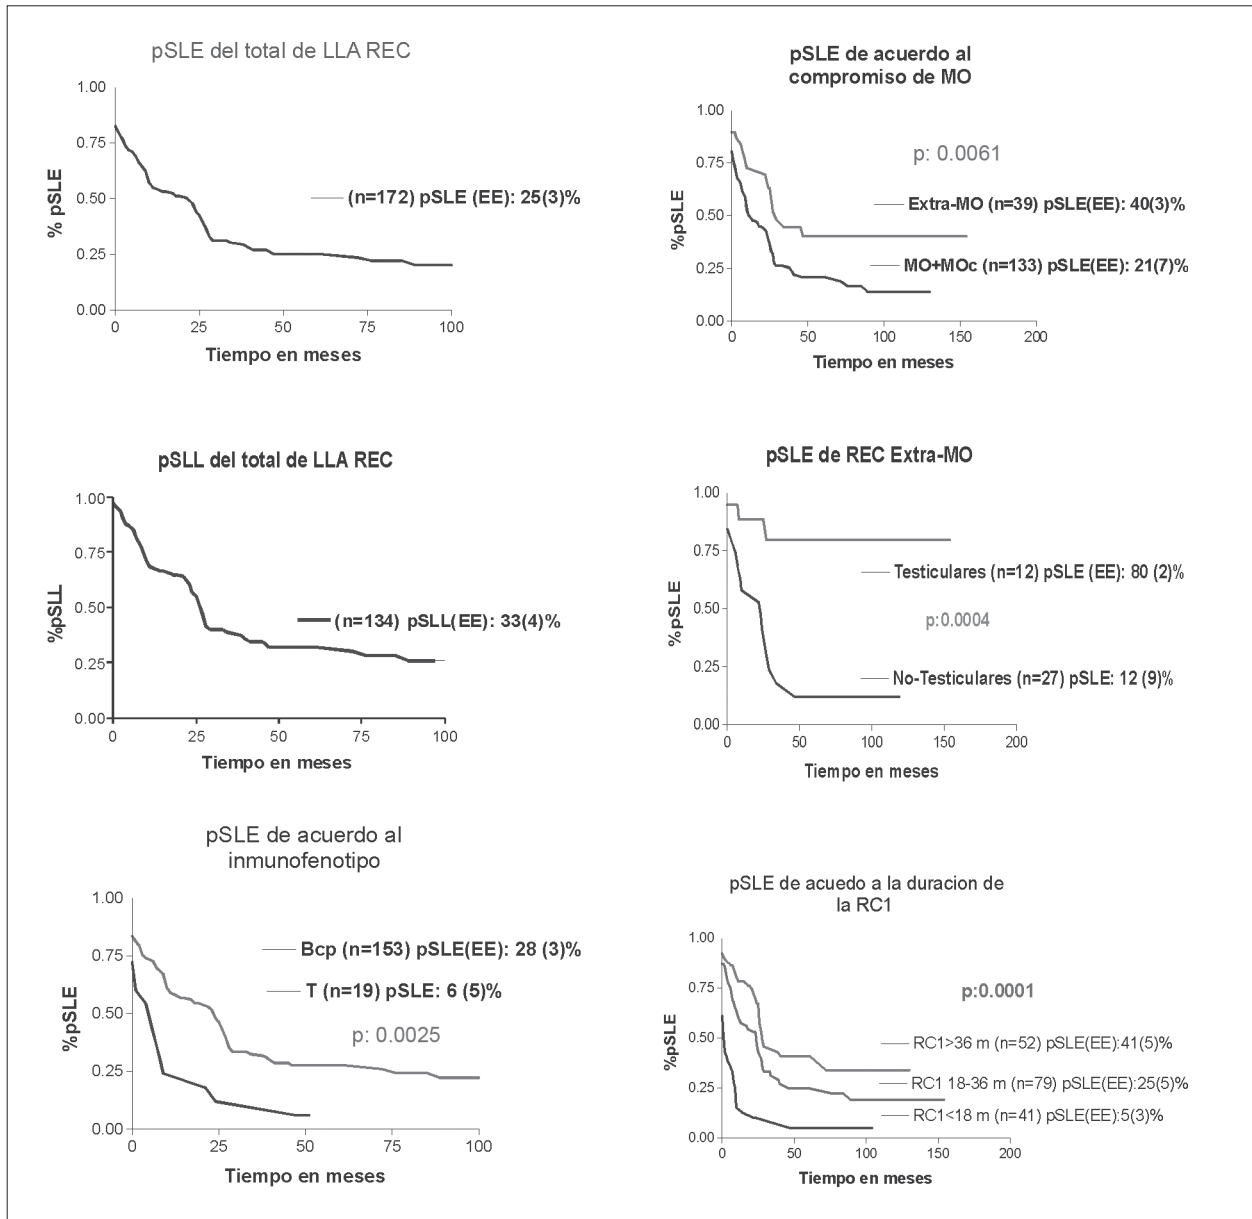 pSLE del total de LLA REC
1.00
0.75
0.50
0.25
0.00
% pSLE
(n=172) pSLE (EE): 25(3)%
0 25 50 75 100
Tiempo en meses
pSLE de acuerdo al
compromiso de MO
1.00
0.75
0.50
0.25
0.00
%pSLE
p: 0.0061
Extra-MO (n=39) pSLE(EE): 40(3)%
MO+MOc (n=133) pSLE(EE): 21(7)%
0 50 100 150 200
Tiempo en meses
pSLL del total de LLA REC
1.00
0.75
0.50
0.25
0.00
%pSLL
(n=134) pSLL(EE): 33(4)%
0 25 50 75 100
Tiempo en meses
pSLE de REC Extra-MO
1.00
0.75
0.50
0.25
0.00
%pSLE
Testiculares (n=12) pSLE (EE): 80 (2)%
p:0.0004
No-Testiculares (n=27) pSLE: 12 (9)%
0 50 100 150 200
Tiempo en meses
pSLE de acuerdo al
inmunofenotipo
1.00
0.75
0.50
0.25
0.00
%pSLE
Bcp (n=153) pSLE(EE): 28 (3)%
T (n=19) pSLE: 6 (5)%
p: 0.0025
0 25 50 75 100
Tiempo en meses
pSLE de acuedo a la duracion de
la RC1
1.00
0.75
0.50
0.25
0.00
%pSLE
p:0.0001
RC1>36 m (n=52) pSLE(EE):41(5)%
RC1 18-36 m (n=79) pSLE(EE):25(5)%
RC1<18 m (n=41) pSLE(EE):5(3)%
0 50 100 150 200
Tiempo en meses